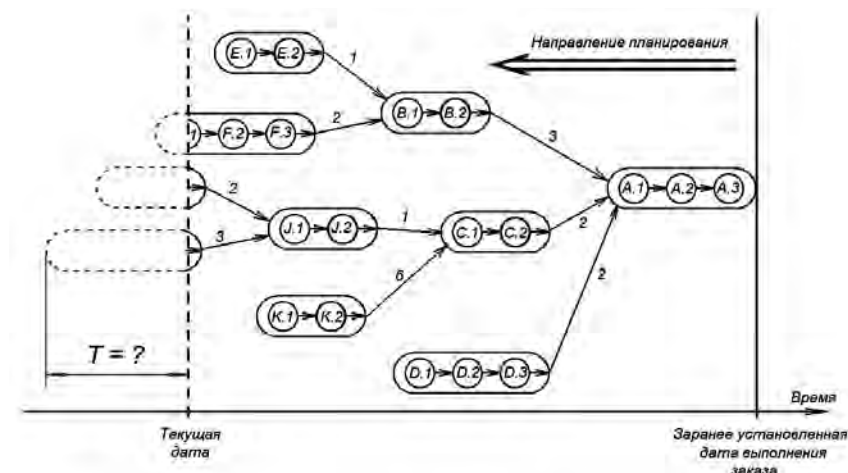 Направление планирования
E.1 E.2
1
B.1 B.2
1 F.2 F.3
2
3
A.1 A.2 A.3
2
J.1 J.2
1
C.1 C.2
2
3
6
2
K.1 K.2
T = ?
D.1 D.2 D.3
Время
Текущая
дата
Заранее установленная
дата выполнения
заказа